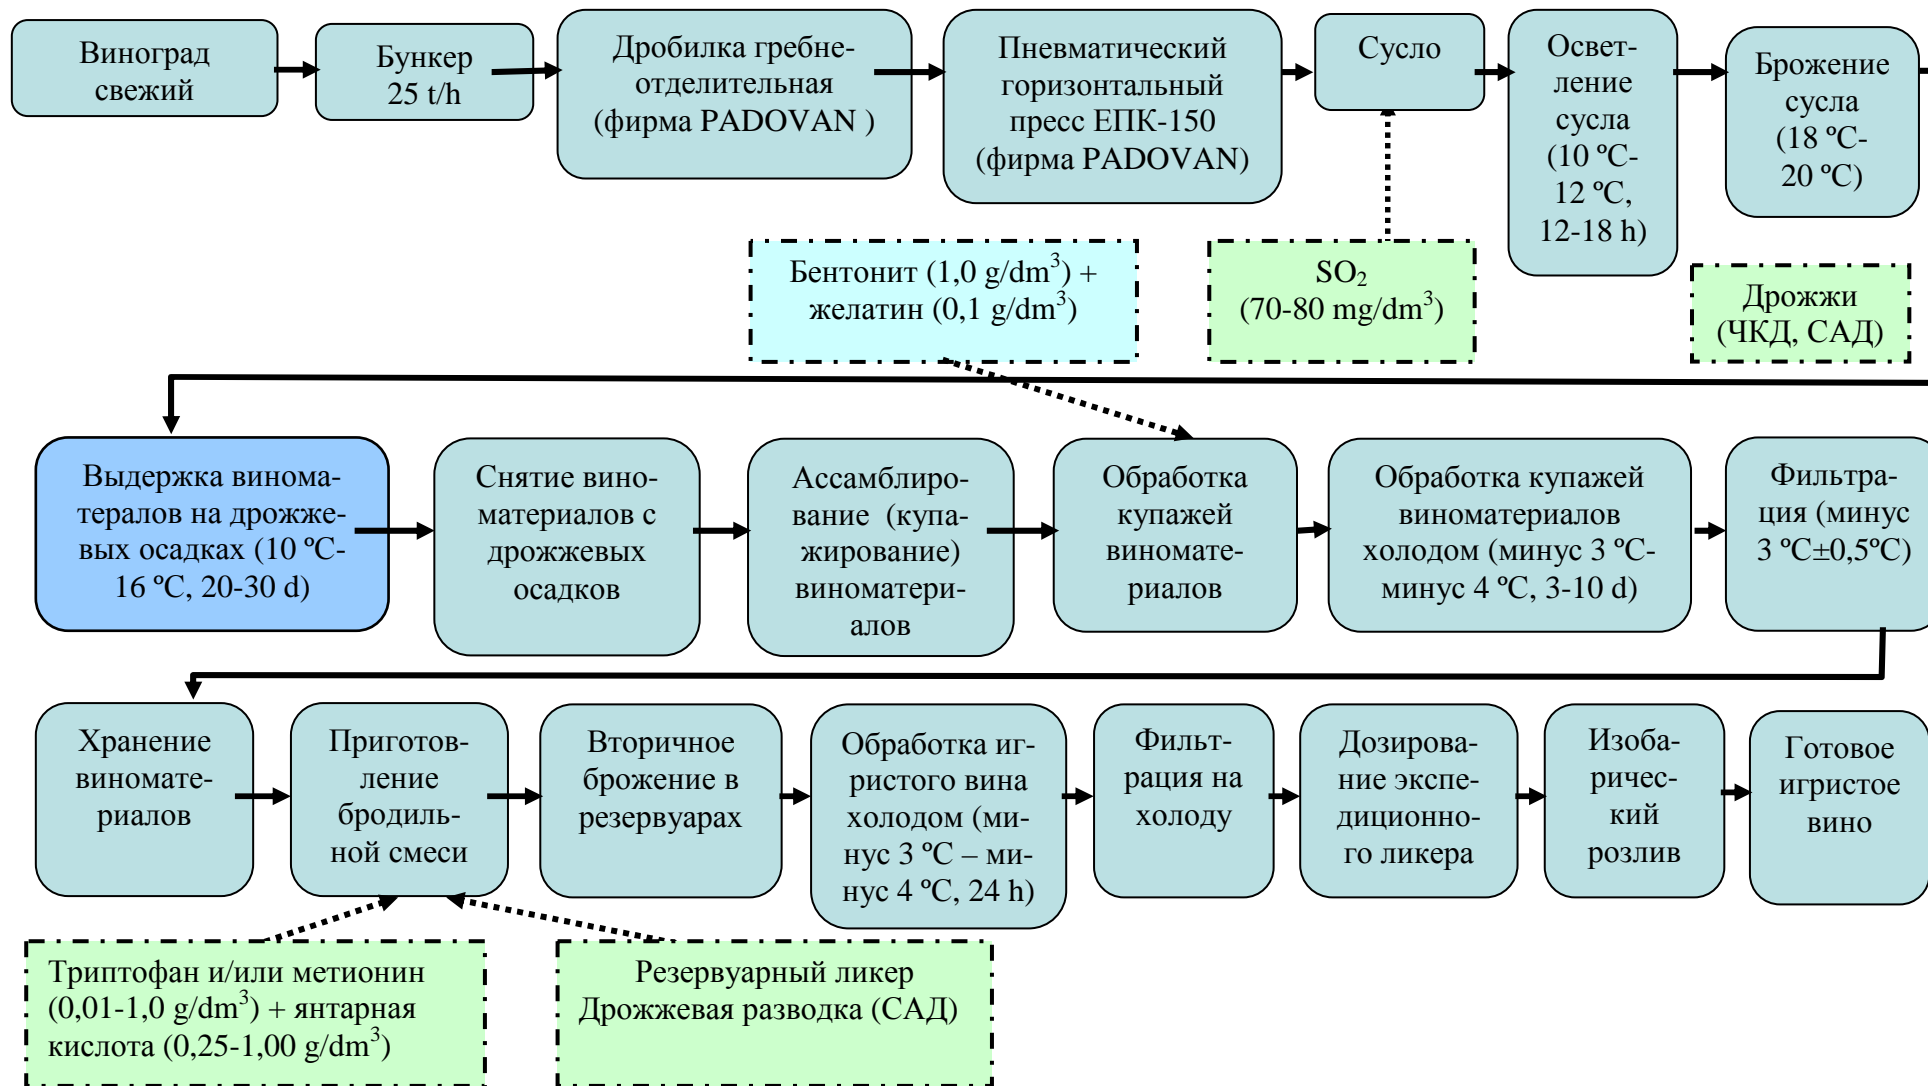 Виноград
свежий
Бункер
25 t/h
Дробилка гребне-
отделительная
(фирма PADOVAN )
Пневматический
горизонтальный
пресс ЕПК-150
(фирма PADOVAN)
Сусло
Освет-
ление
сусла
(10 ºС-
12 ºС,
12-18 h)
Брожение
сусла
(18 ºС-
20 ºС)
Бентонит (1,0 g/dm³) +
желатин (0,1 g/dm³)
SO₂
(70-80 mg/dm³)
Дрожжи
(ЧКД, САД)
Выдержка винома-
тералов на дрожже-
вых осадках (10 ºС-
16 ºС, 20-30 d)
Снятие вино-
материалов с
дрожжевых
осадков
Ассамблиро-
вание (купа-
жирование)
виноматери-
алов
Обработка
купажей
виномате-
риалов
Обработка купажей
виноматериалов
холодом (минус 3 ºС-
минус 4 ºС, 3-10 d)
Фильтра-
ция (минус
3 ºС±0,5ºС)
Хранение
виномате-
риалов
Приготов-
ление
бродиль-
ной смеси
Вторичное
брожение в
резервуарах
Обработка иг-
ристого вина
холодом (ми-
нус 3 ºС – ми-
нус 4 ºС, 24 h)
Фильт-
рация на
холоду
Дозирова-
ние экспе-
диционно-
го ликера
Изоба-
рический
розлив
Готовое
игристое
вино
Триптофан и/или метионин
(0,01-1,0 g/dm³) + янтарная
кислота (0,25-1,00 g/dm³)
Резервуарный ликер
Дрожжевая разводка (САД)